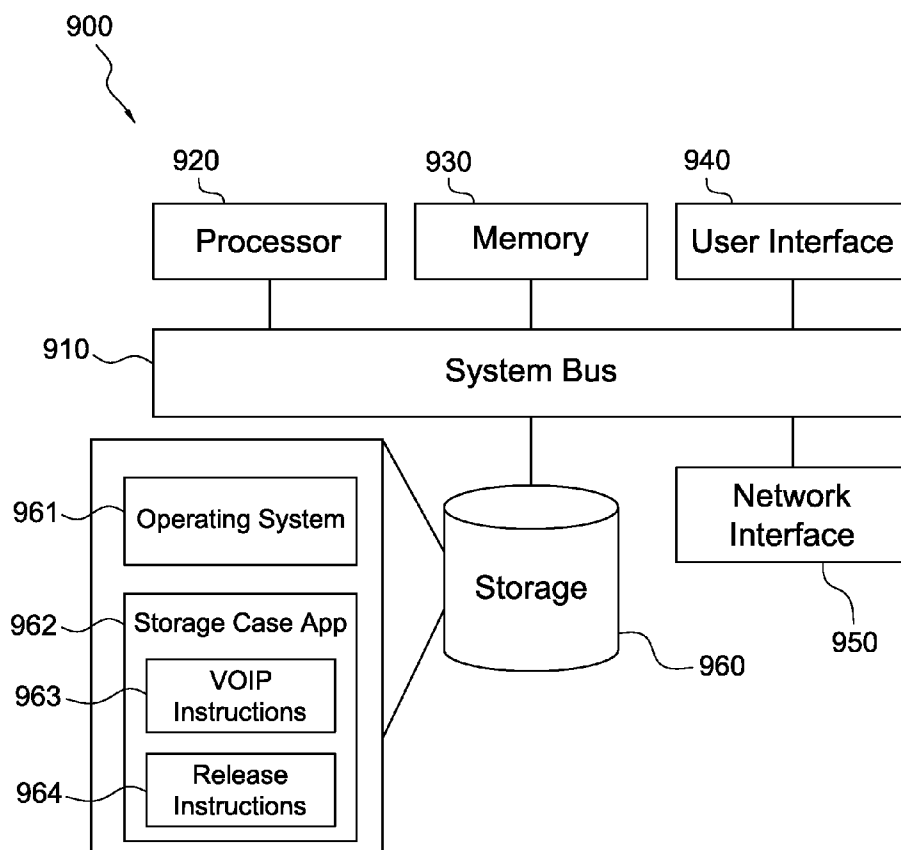 900
920
930
940
Processor
Memory
User Interface
910
System Bus
961
Operating System
Network
Interface
Storage
962
Storage Case App
950
960
963
VOIP
Instructions
964
Release
Instructions